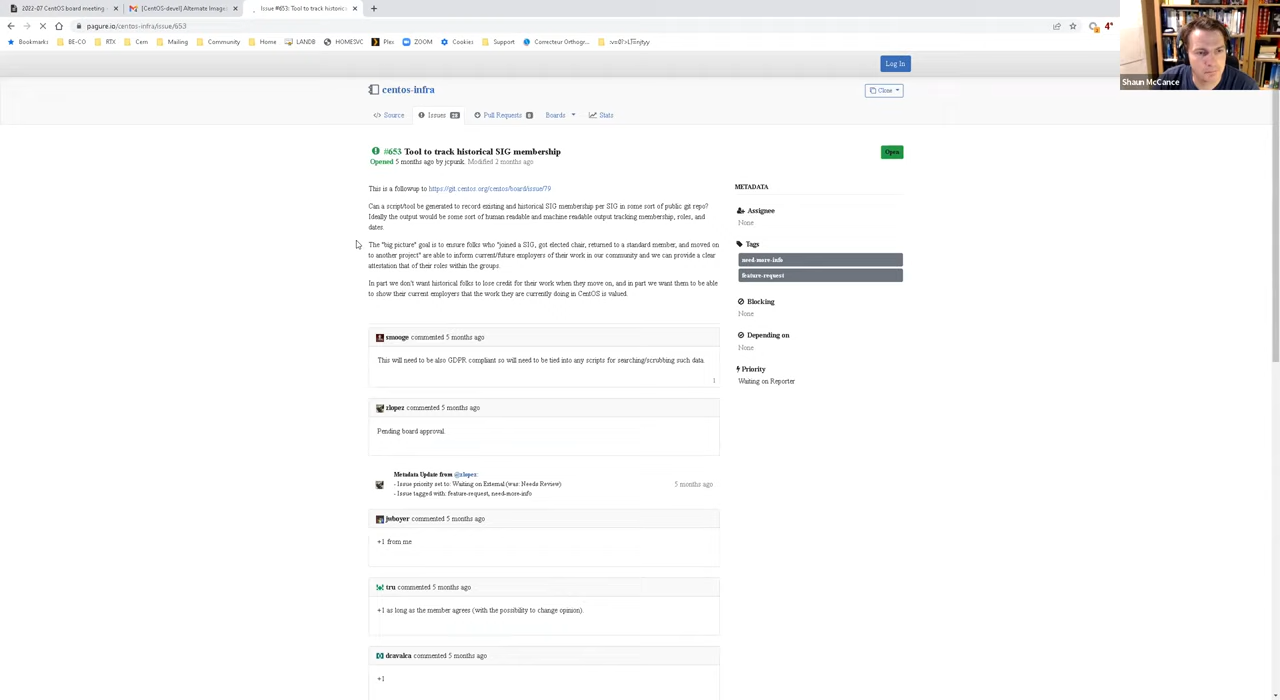 2022-07 CentOS board meeting -
[CentOS-devel] Alternate Images
Issue #653: Tool to track historic
pagure.io/centos-infra/issue/653
Bookmarks BE-CO RTX Cern Mailing Community Home LANDB HOMESVC Plex ZOOM Cookies Support Correcteur Orthogr...
Log In
Shaun McCance
centos-infra
Clone
Source Issues 28 Pull Requests 0 Boards Stats
#653 Tool to track historical SIG membership
Opened 5 months ago by jcpunk. Modified 2 months ago
Open
This is a followup to https://git.centos.org/centos/board/issue/79
Can a script/tool be generated to record existing and historical SIG membership per SIG in some sort of public git repo?
Ideally the output would be some sort of human readable and machine readable output tracking membership, roles, and
dates.
The "big picture" goal is to ensure folks who "joined a SIG, got elected chair, returned to a standard member, and moved on
to another project" are able to inform current/future employers of their work in our community and we can provide a clear
attestation that of their roles within the groups.
In part we don't want historical folks to lose credit for their work when they move on, and in part we want them to be able
to show their current employers that the work they are currently doing in CentOS is valued.
METADATA
Assignee
None
Tags
need-more-info
feature-request
Blocking
None
Depending on
None
Priority
Waiting on Reporter
smooge commented 5 months ago
This will need to be also GDPR compliant so will need to be tied into any scripts for searching/scrubbing such data.
1
zlopez commented 5 months ago
Pending board approval.
Metadata Update from @zlopez:
- Issue priority set to: Waiting on External (was: Needs Review)
- Issue tagged with: feature-request, need-more-info
5 months ago
jwboyer commented 5 months ago
+1 from me
tru commented 5 months ago
+1 as long as the member agrees (with the possibility to change opinion).
dcavalca commented 5 months ago
+1